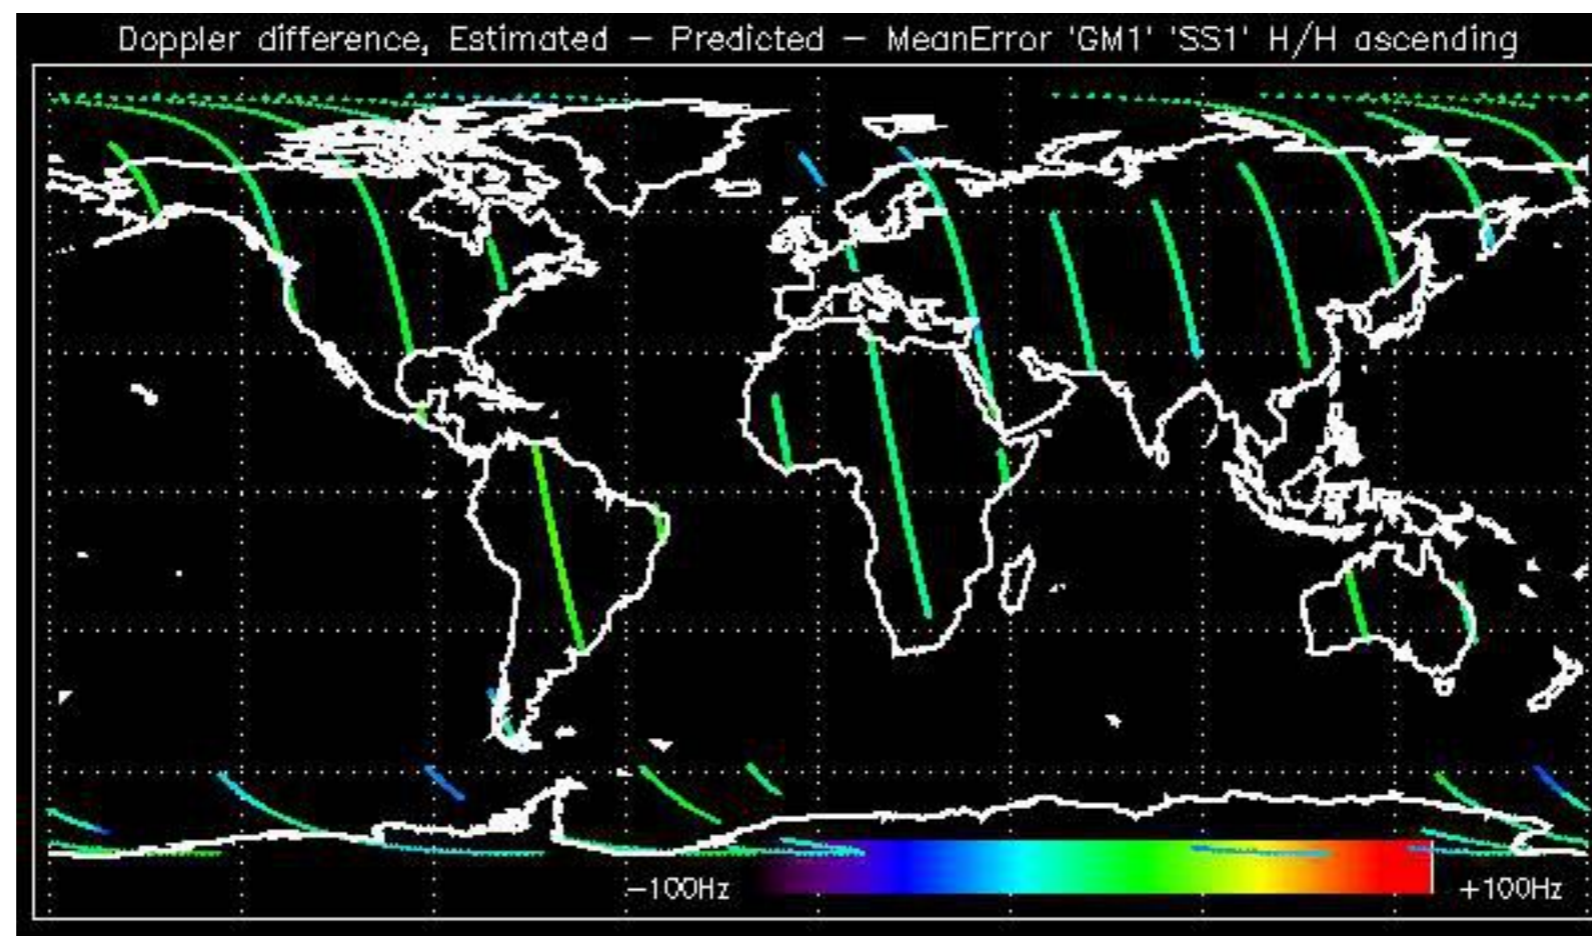 Doppler difference, Estimated – Predicted – MeanError 'GM1' 'SS1' H/H ascending
–100Hz
+100Hz